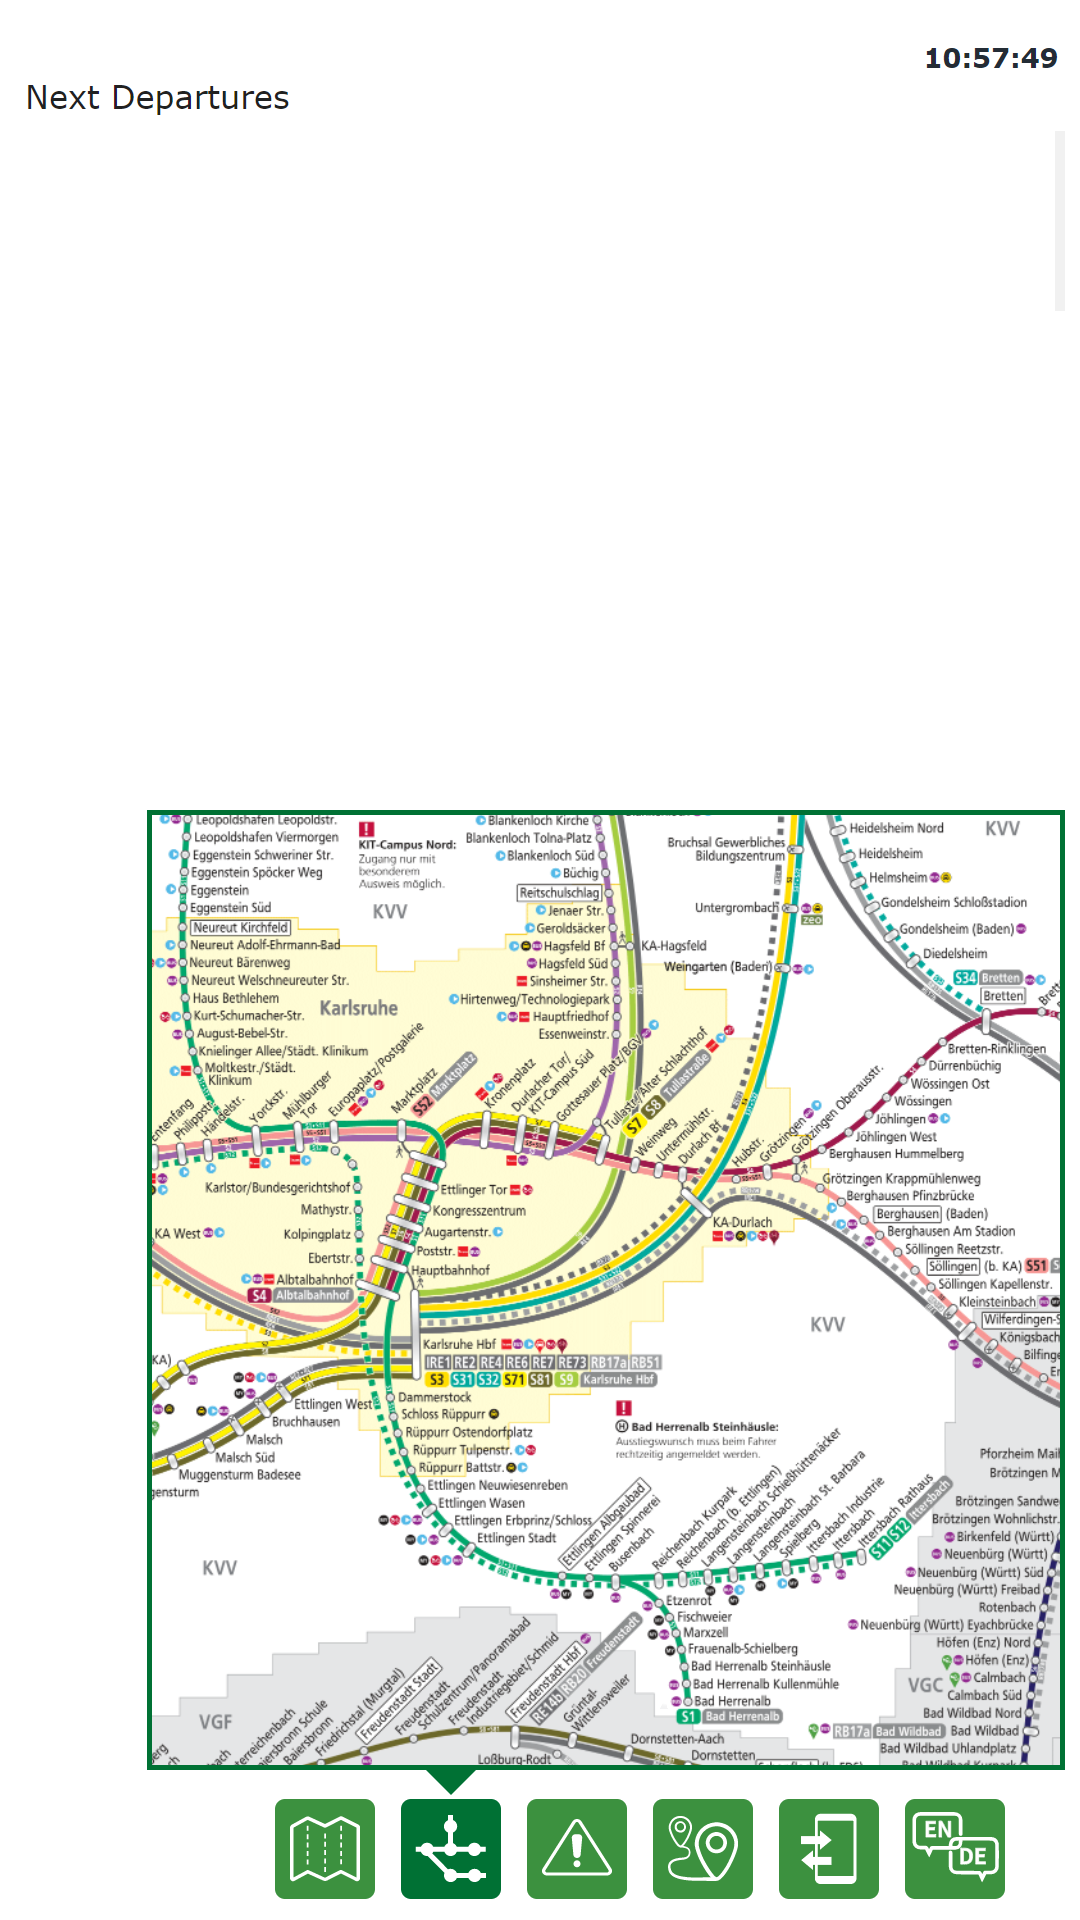 10:57:49
Next Departures
Leopoldshafen Leopoldstr.
Leopoldshafen Viermorgen
Eggenstein Schweriner Str.
Eggenstein Spöcker Weg
Eggenstein
Eggenstein Süd
Neureut Kirchfeld
Neureut Adolf-Ehrmann-Bad
Neureut Bärenweg
Neureut Welschneureuter Str.
Haus Bethlehem
Kurt-Schumacher-Str.
August-Bebel-Str.
Knielinger Allee/Städt. Klinikum
Moltkestr./Städt.
Klinikum
KIT-Campus Nord:
Zugang nur mit
besonderem
Ausweis möglich.
KVV
Karlsruhe
Blankenloch Kirche
Blankenloch Tolna-Platz
Blankenloch Süd
Büchig
Reitschulschlag
Jenaer Str.
Geroldsäcker
Hagsfeld Bf
KA-Hagsfeld
Hagsfeld Süd
Sinsheimer Str.
Hirtenweg/Technologiepark
Hauptfriedhof
Essenweinstr.
Bruchsal Gewerbliches
Bildungszentrum
Untergrombach
zeo
Weingarten (Baden)
Heidelsheim Nord
KVV
Heidelsheim
Helmsheim
Gondelsheim Schloßstadion
Gondelsheim (Baden)
Diedelsheim
S34 Bretten
Bretten
Bretten-Rinklingen
Dürrenbüchig
Wössingen Ost
Wössingen
Jöhlingen
Jöhlingen West
Berghausen Hummelberg
Philippstr.
Händelstr.
Yorckstr.
Mühlburger
Tor
Europaplatz/Postgalerie
Marktplatz
S52 Marktplatz
Kronenplatz
Durlacher Tor/
KIT-Campus Süd
Gottesauer Platz/BGV
Tullastr./Alter Schlachthof
S7 S8 Tullastraße
Weinweg
Untermühlstr.
Durlach Bf
Hubstr.
Grötzingen
Grötzingen Oberausstr.
Grötzingen Krappmühlenweg
Berghausen Pfinzbrücke
Berghausen (Baden)
Berghausen Am Stadion
Söllingen Reetzstr.
Söllingen (b. KA) S51
Söllingen Kapellenstr.
Kleinsteinbach
Wilferdingen-S
Königsbach
Bilfinge
KA-Durlach
Karlstor/Bundesgerichtshof
Mathystr.
Kolpingplatz
Ebertstr.
Albtalbahnhof
S4 Albtalbahnhof
KA West
Ettlinger Tor
Kongresszentrum
Augartenstr.
Poststr.
Hauptbahnhof
Karlsruhe Hbf
IRE1 RE2 RE4 RE6 RE7 RE73 RB17a RB51
S3 S31 S32 S71 S81 S9 Karlsruhe Hbf
KVV
KA)
Ettlingen West
Bruchhausen
Malsch
Malsch Süd
Muggensturm Badesee
gensturm
Dammerstock
Schloss Rüppurr
Rüppurr Ostendorfplatz
Rüppurr Tulpenstr.
Rüppurr Battstr.
Ettlingen Neuwiesenreben
Ettlingen Wasen
Ettlingen Erbprinz/Schloss
Ettlingen Stadt
H Bad Herrenalb Steinhäusle:
Ausstiegswunsch muss beim Fahrer
rechtzeitig angemeldet werden.
Ettlingen Albgaubad
Ettlingen Spinnerei
Busenbach
Reichenbach Kurpark
Reichenbach (b. Ettlingen)
Langensteinbach Schießhüttenäcker
Langensteinbach
Langensteinbach St. Barbara
Spielberg
Ittersbach Industrie
Ittersbach
Ittersbach Rathaus
S11 S12 Ittersbach
Etzenrot
Fischweier
Marxzell
Frauenalb-Schielberg
Bad Herrenalb Steinhäusle
Bad Herrenalb Kullenmühle
Bad Herrenalb
S1 Bad Herrenalb
KVV
Brötzingen Sandwe
Brötzingen Wohnlichstr.
Birkenfeld (Württ)
Neuenbürg (Württ)
Neuenbürg (Württ) Süd
Neuenbürg (Württ) Freibad
Rotenbach
Neuenbürg (Württ) Eyachbrücke
Höfen (Enz) Nord
Höfen (Enz)
Calmbach
VGC
Calmbach Süd
Bad Wildbad Nord
RB17a Bad Wildbad Bad Wildbad
Bad Wildbad Uhlandplatz
Pforzheim Mai
Brötzingen M
VGF
Baiersbronn
Friedrichstal (Murgtal)
Freudenstadt Stadt
Freudenstadt
Schulzentrum/Panoramabad
Freudenstadt
Industriegebiet/Schmid
Freudenstadt Hbf
RE14b RB20 Freudenstadt
Grüntal-
Wittlensweiler
Loßburg-Rodt
Dornstetten-Aach
Dornstetten
EN
DE